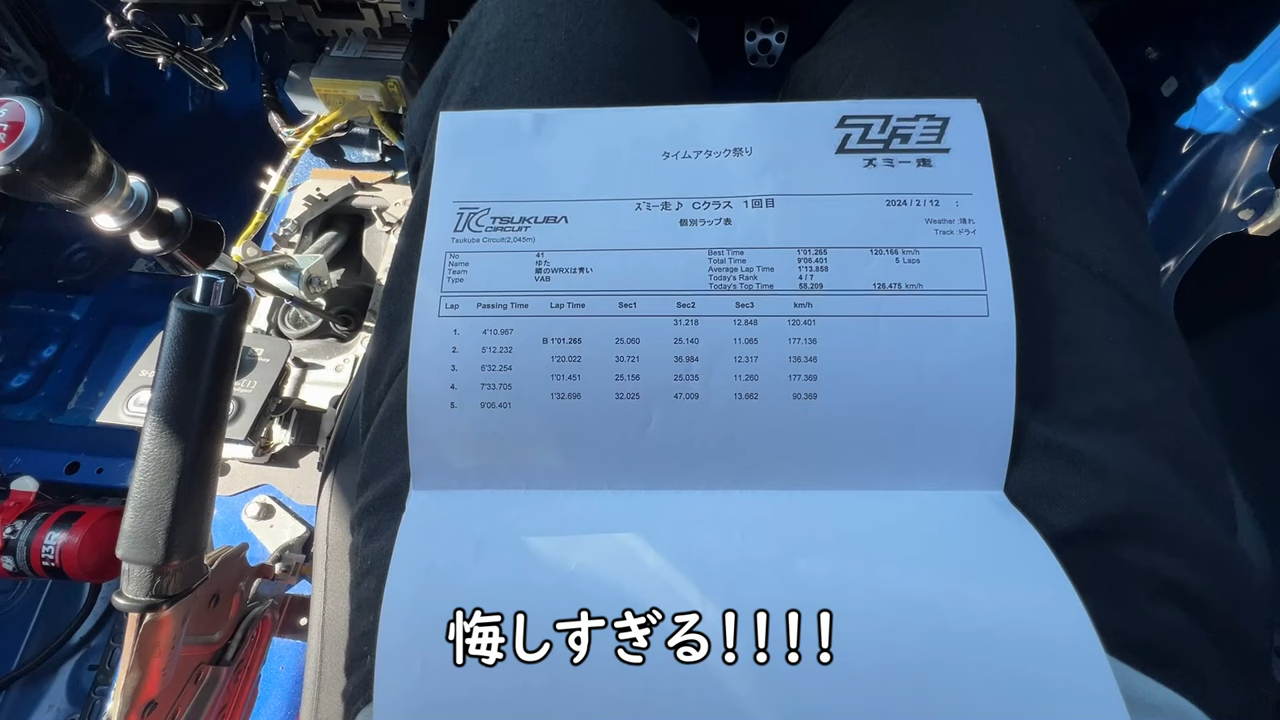 タイムアタック祭り
ズミー走
ズミー走♪ Cクラス 1回目
2024 / 2 / 12 :
TC TSUKUBA CIRCUIT
個別ラップ表
Weather :晴れ
Tsukuba Circuit(2,045m)
Track :ドライ
No 41 Best Time 1'01.265 120.166 km/h
Name ゆた Total Time 9'06.401 5 Laps
Team 隣のWRXは青い Average Lap Time 1'13.858
Type VAB Today's Rank 4 / 7
Today's Top Time 58.209 126.475 km/h
Lap Passing Time Lap Time Sec1 Sec2 Sec3 km/h
31.218 12.848 120.401
1. 4'10.967
B 1'01.265 25.060 25.140 11.065 177.136
2. 5'12.232
1'20.022 30.721 36.984 12.317 136.346
3. 6'32.254
1'01.451 25.156 25.035 11.260 177.369
4. 7'33.705
1'32.696 32.025 47.009 13.662 90.369
5. 9'06.401
悔しすぎる!!!!